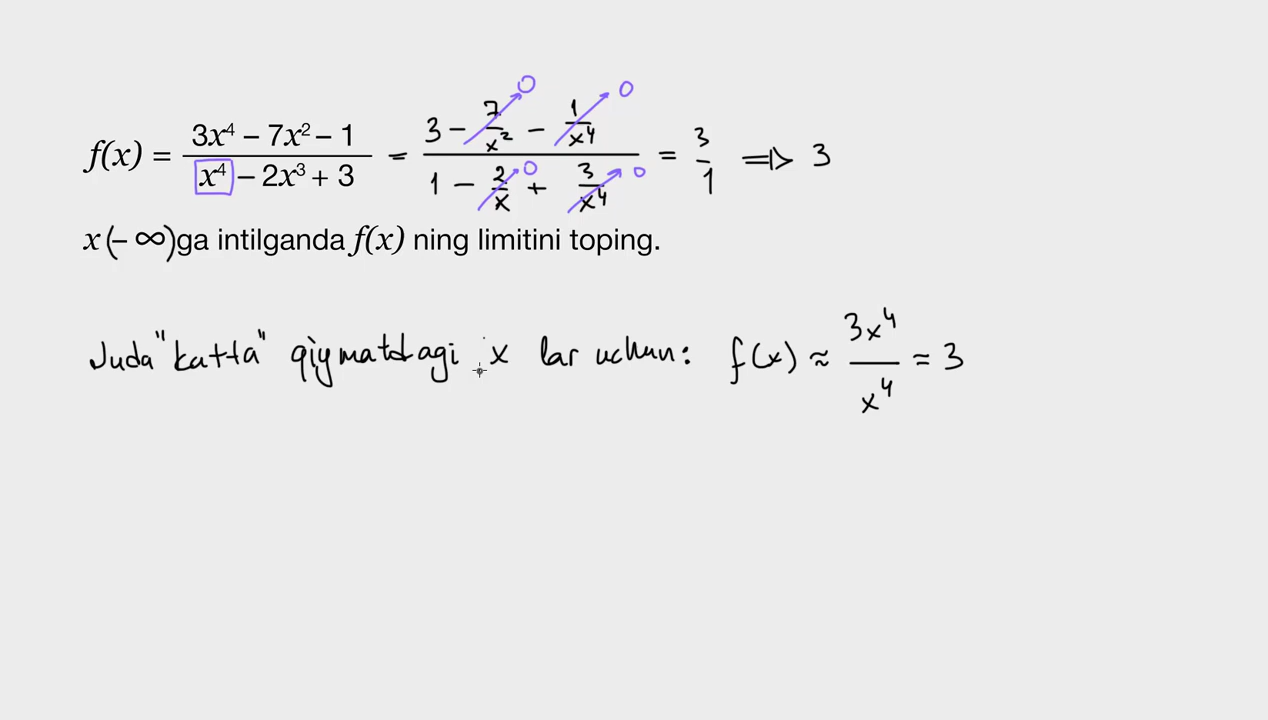 f(x) = (3x⁴ − 7x² − 1)/(x⁴ − 2x³ + 3) = (3 − 7/x² − 1/x⁴)/(1 − 2/x + 3/x⁴) = 3/1 ⇒ 3
0 0
0 0
x (− ∞)ga intilganda f(x) ning limitini toping.
Juda "katta" qiymatdagi x lar uchun: f(x) ≈ 3x⁴/x⁴ = 3